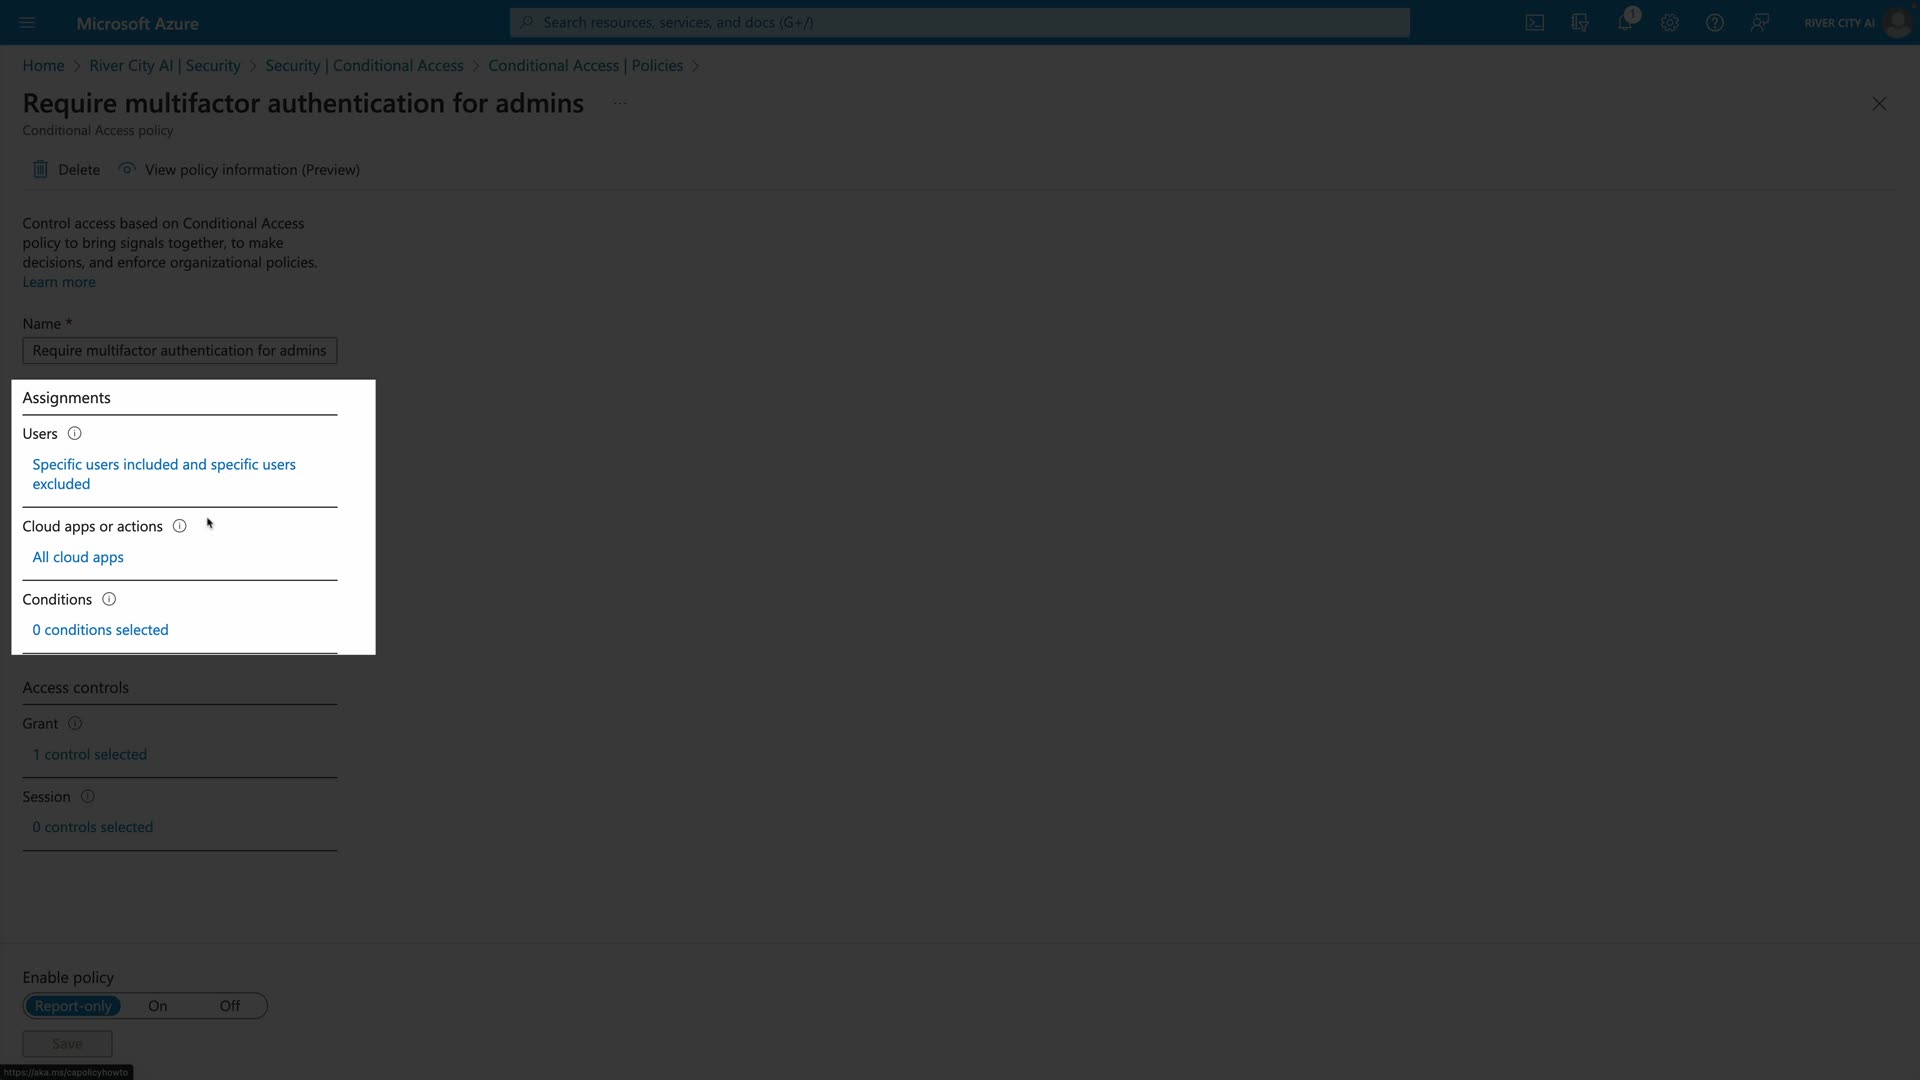 Microsoft Azure
Search resources, services, and docs (G+/)
1
RIVER CITY AI
Home > River City AI | Security > Security | Conditional Access > Conditional Access | Policies >
Require multifactor authentication for admins ...
Conditional Access policy
Delete
View policy information (Preview)
Control access based on Conditional Access
policy to bring signals together, to make
decisions, and enforce organizational policies.
Learn more
Name *
Require multifactor authentication for admins
Assignments
Users
Specific users included and specific users
excluded
Cloud apps or actions
All cloud apps
Conditions
0 conditions selected
Access controls
Grant
1 control selected
Session
0 controls selected
Enable policy
Report-only On Off
Save
https://aka.ms/capolicyhowto